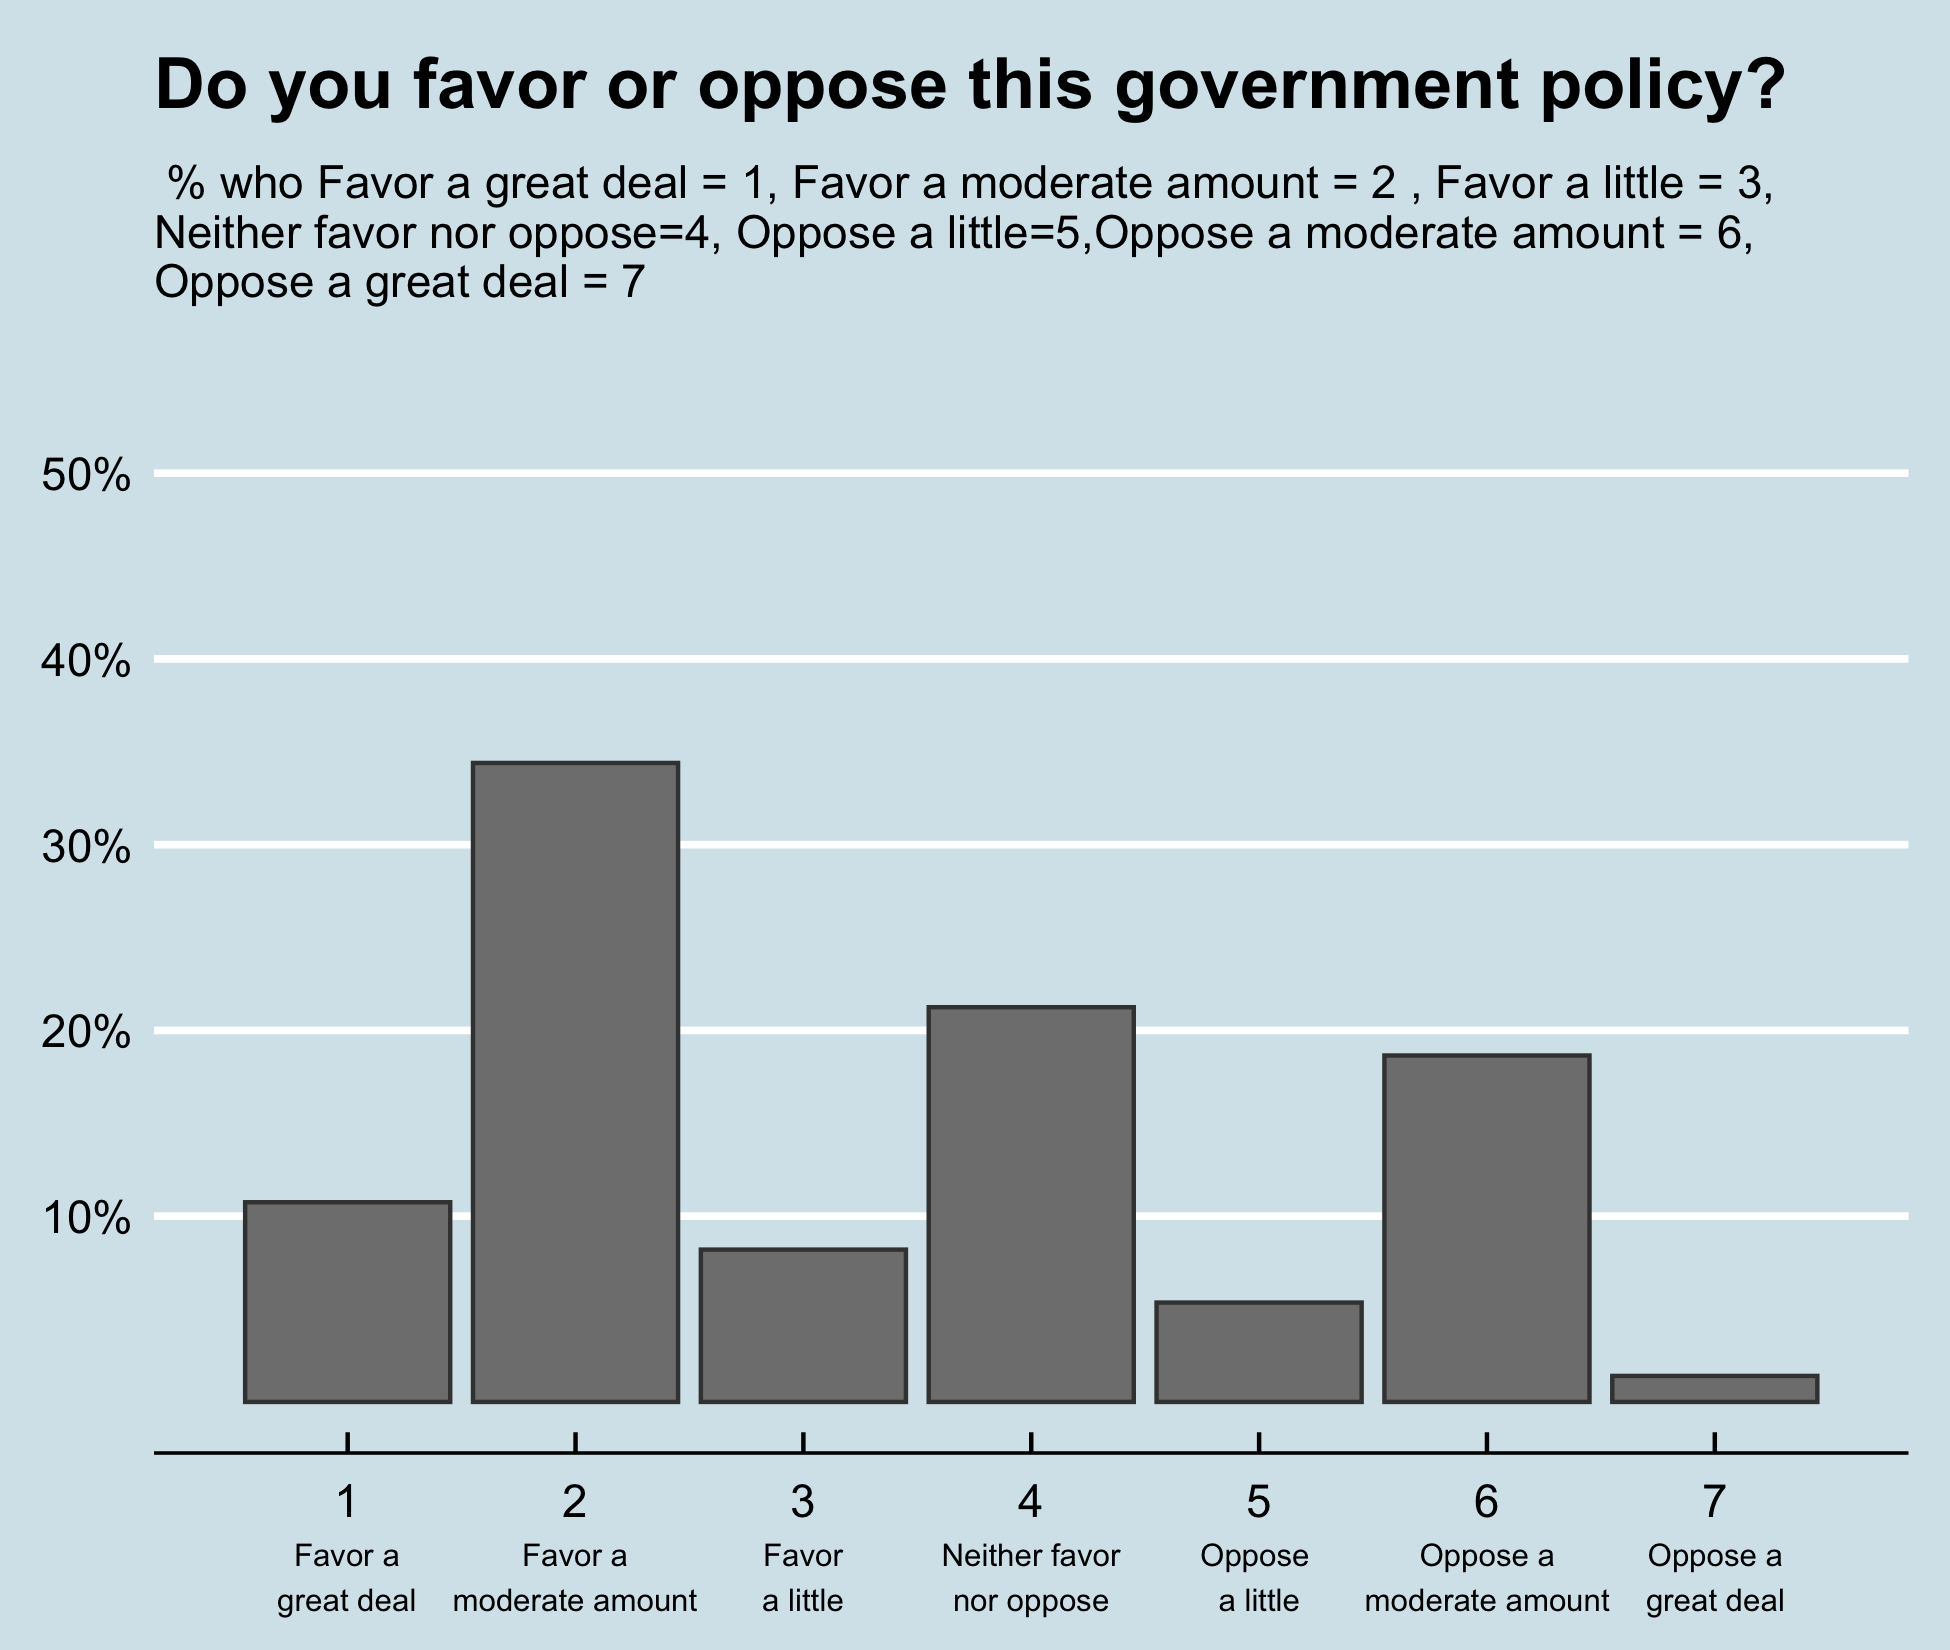 Do you favor or oppose this government policy?
% who Favor a great deal = 1, Favor a moderate amount = 2 , Favor a little = 3,
Neither favor nor oppose=4, Oppose a little=5,Oppose a moderate amount = 6,
Oppose a great deal = 7
50%
40%
30%
20%
10%
1 2 3 4 5 6 7
Favor a Favor a Favor Neither favor Oppose Oppose a Oppose a
great deal moderate amount a little nor oppose a little moderate amount great deal